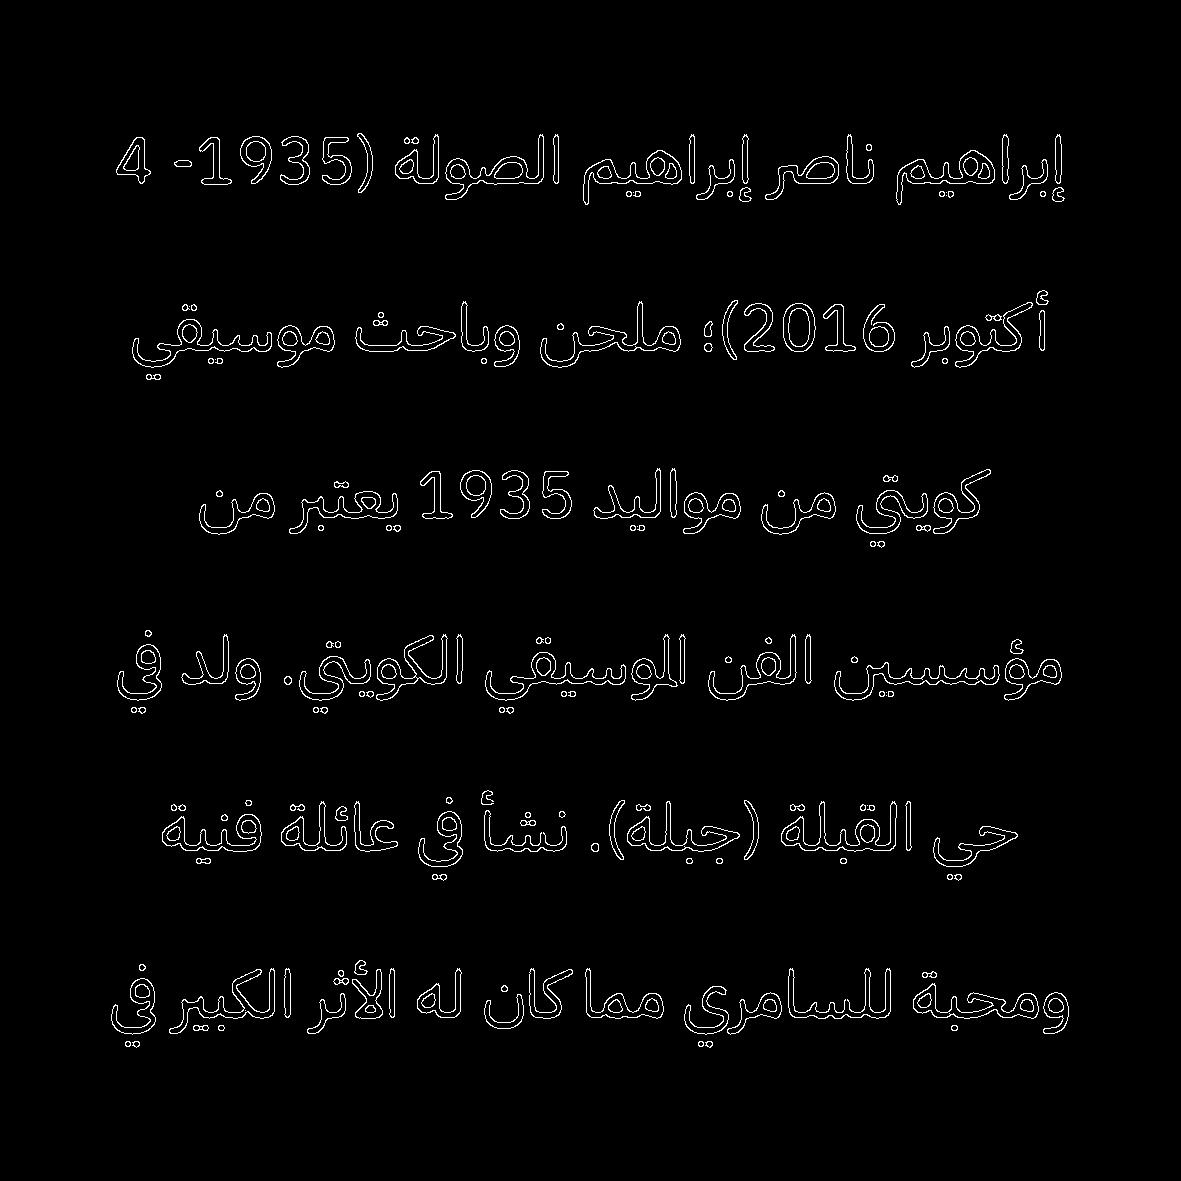 إبراهيم ناصر إبراهيم الصولة (1935- 4
أكتوبر 2016)؛ ملحن وباحث موسيقي
كويتي من مواليد 1935 يعتبر من
مؤسسين الفن الموسيقي الكويتي. ولد في
حي القبلة (جبلة). نشأ في عائلة فنية
ومحبة للسامري مما كان له الأثر الكبير في